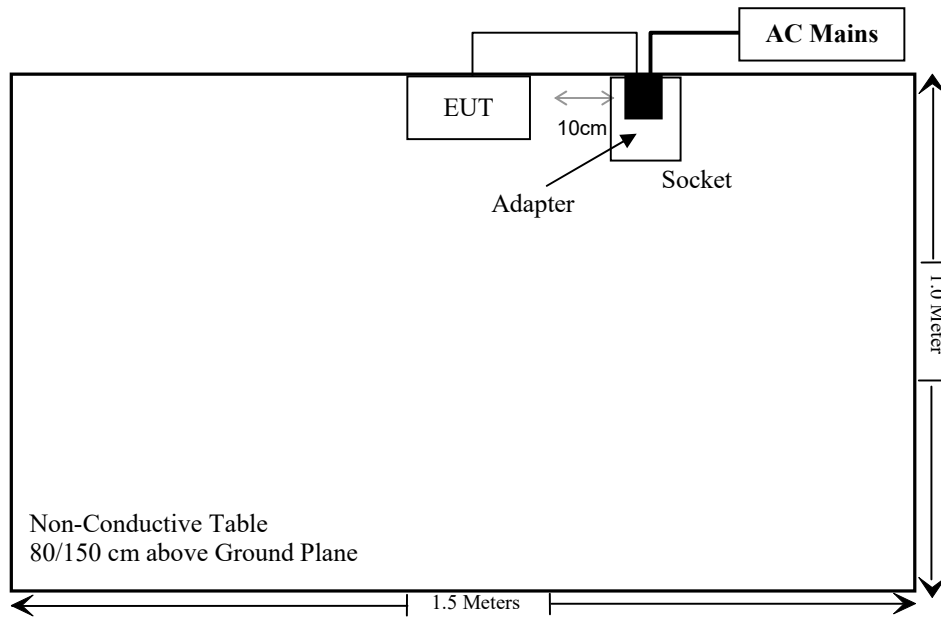 AC Mains
EUT
10cm
Socket
Adapter
1.0 Meter
Non-Conductive Table
80/150 cm above Ground Plane
1.5 Meters